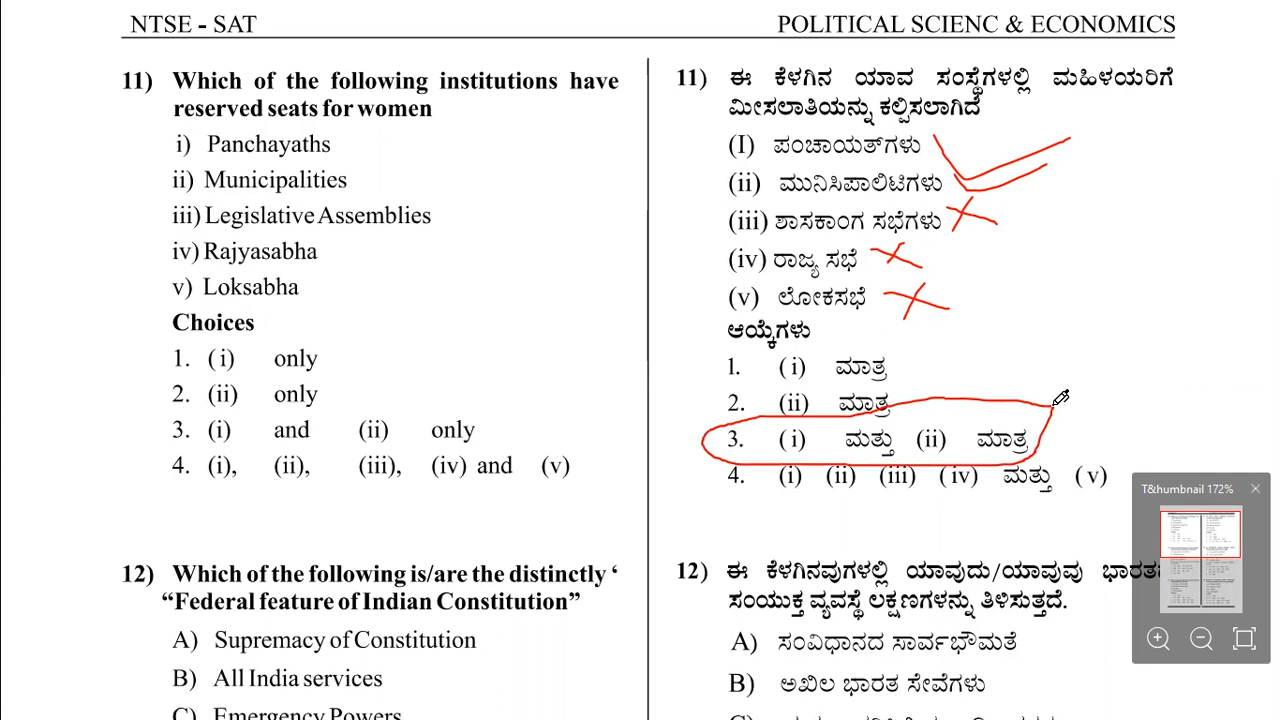 NTSE - SAT
POLITICAL SCIENC & ECONOMICS
11) Which of the following institutions have
reserved seats for women
i) Panchayaths
ii) Municipalities
iii) Legislative Assemblies
iv) Rajyasabha
v) Loksabha
Choices
1. (i) only
2. (ii) only
3. (i) and (ii) only
4. (i), (ii), (iii), (iv) and (v)
12) Which of the following is/are the distinctly ‘
“Federal feature of Indian Constitution”
A) Supremacy of Constitution
B) All India services
C) Emergency Powers
11) ಈ ಕೆಳಗಿನ ಯಾವ ಸಂಸ್ಥೆಗಳಲ್ಲಿ ಮಹಿಳಯರಿಗೆ
ಮೀಸಲಾತಿಯನ್ನು ಕಲ್ಪಿಸಲಾಗಿದೆ
(I) ಪಂಚಾಯತ್‌ಗಳು
(ii) ಮುನಿಸಿಪಾಲಿಟಿಗಳು
(iii) ಶಾಸಕಾಂಗ ಸಭೆಗಳು
(iv) ರಾಜ್ಯ ಸಭೆ
(v) ಲೋಕಸಭೆ
ಆಯ್ಕೆಗಳು
1. (i) ಮಾತ್ರ
2. (ii) ಮಾತ್ರ
3. (i) ಮತ್ತು (ii) ಮಾತ್ರ
4. (i) (ii) (iii) (iv) ಮತ್ತು (v)
12) ಈ ಕೆಳಗಿನವುಗಳಲ್ಲಿ ಯಾವುದು/ಯಾವುವು
ಸಂಯುಕ್ತ ವ್ಯವಸ್ಥೆ ಲಕ್ಷಣಗಳನ್ನು ತಿಳಿಸುತ್ತದೆ.
A) ಸಂವಿಧಾನದ ಸಾರ್ವಭೌಮತೆ
B) ಅಖಿಲ ಭಾರತ ಸೇವೆಗಳು
T&humbnail 172%